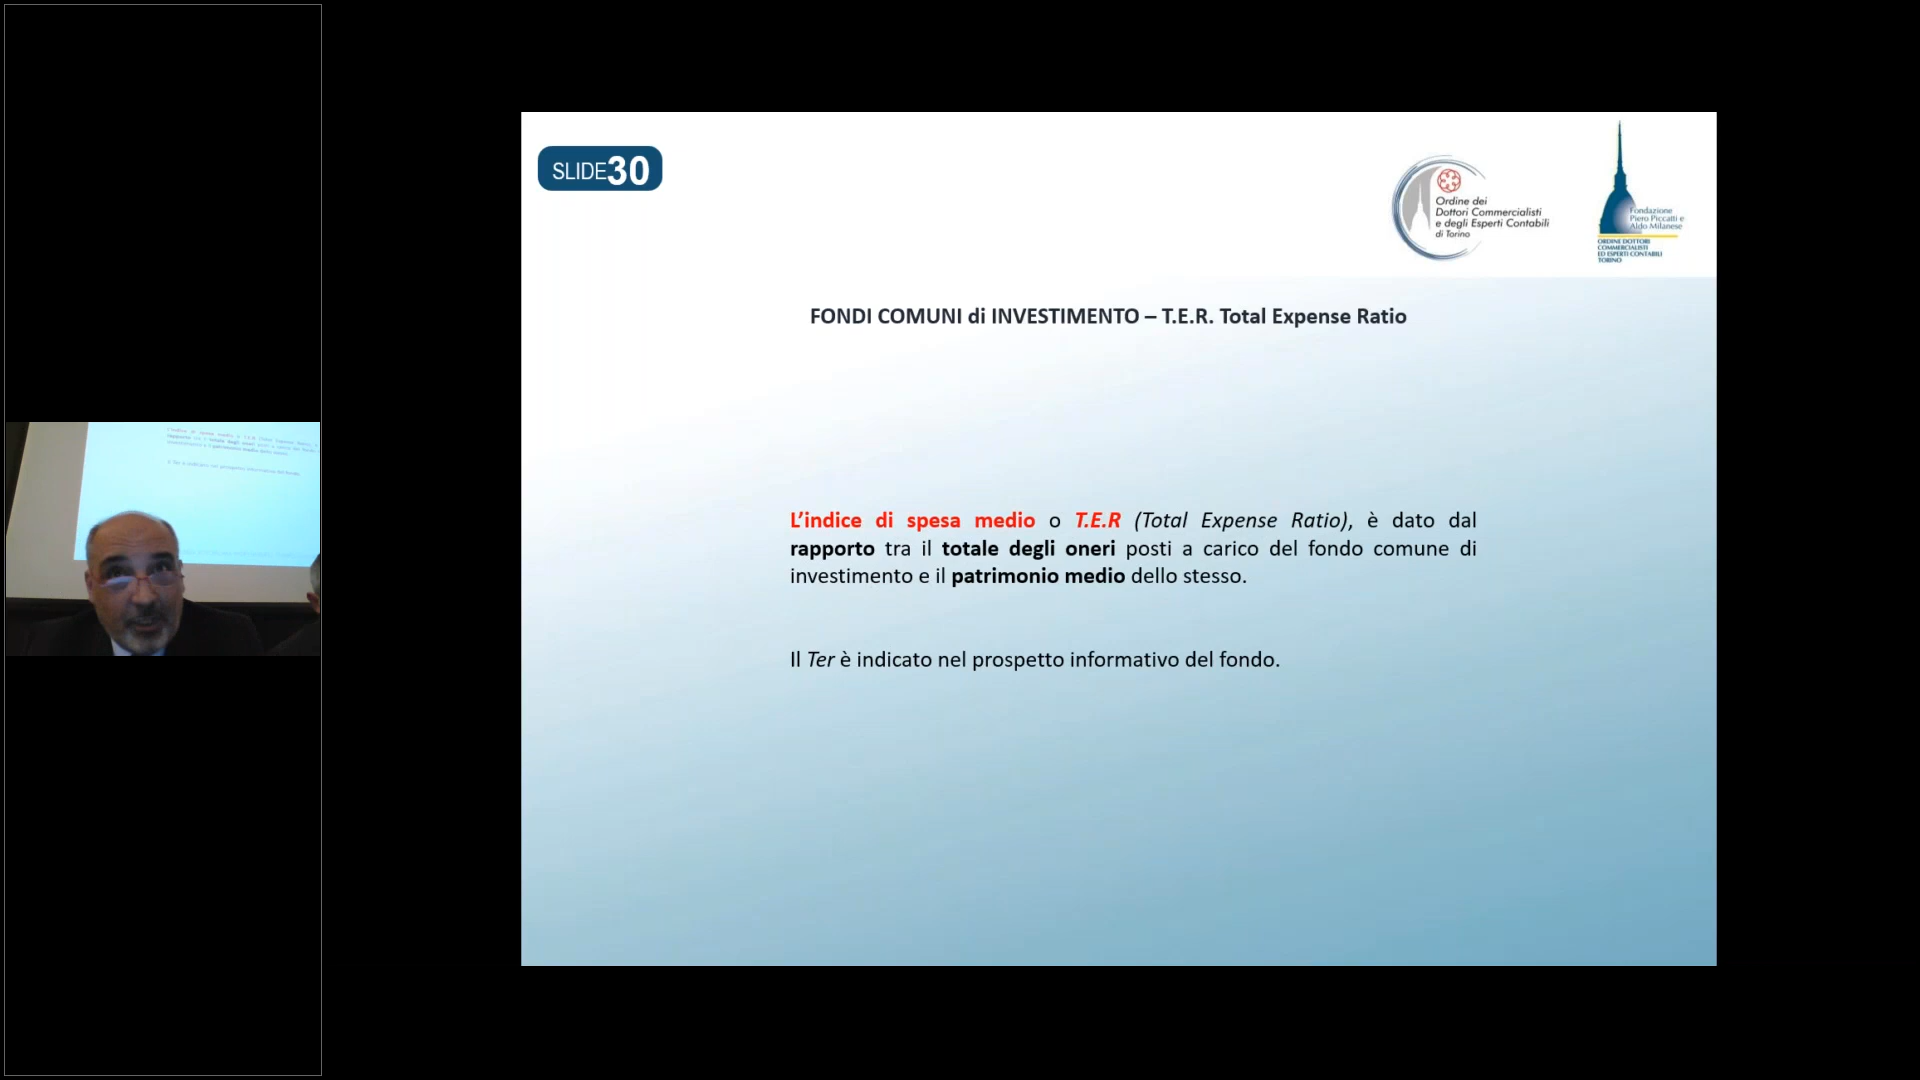 SLIDE30
Ordine dei
Dottori Commercialisti
e degli Esperti Contabili
di Torino
Fondazione
Piero Piccatti e
Aldo Milanese
ORDINE DOTTORI
COMMERCIALISTI
ED ESPERTI CONTABILI
TORINO
FONDI COMUNI di INVESTIMENTO – T.E.R. Total Expense Ratio
L'indice di spesa medio o T.E.R (Total Expense Ratio), è dato dal
rapporto tra il totale degli oneri posti a carico del fondo comune di
investimento e il patrimonio medio dello stesso.
Il Ter è indicato nel prospetto informativo del fondo.